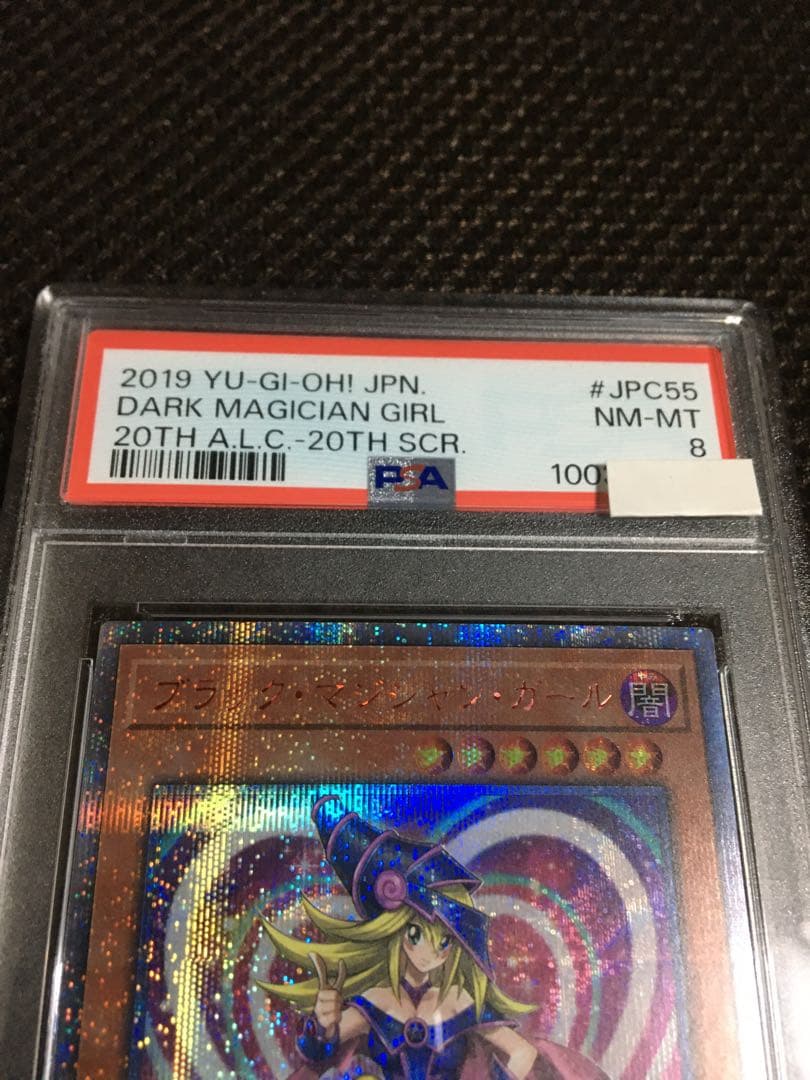 2019 YU-GI-OH! JPN. #JPC55
DARK MAGICIAN GIRL NM-MT
20TH A.L.C.-20TH SCR. 8
PSA
ブラック・マジシャン・ガール 闇